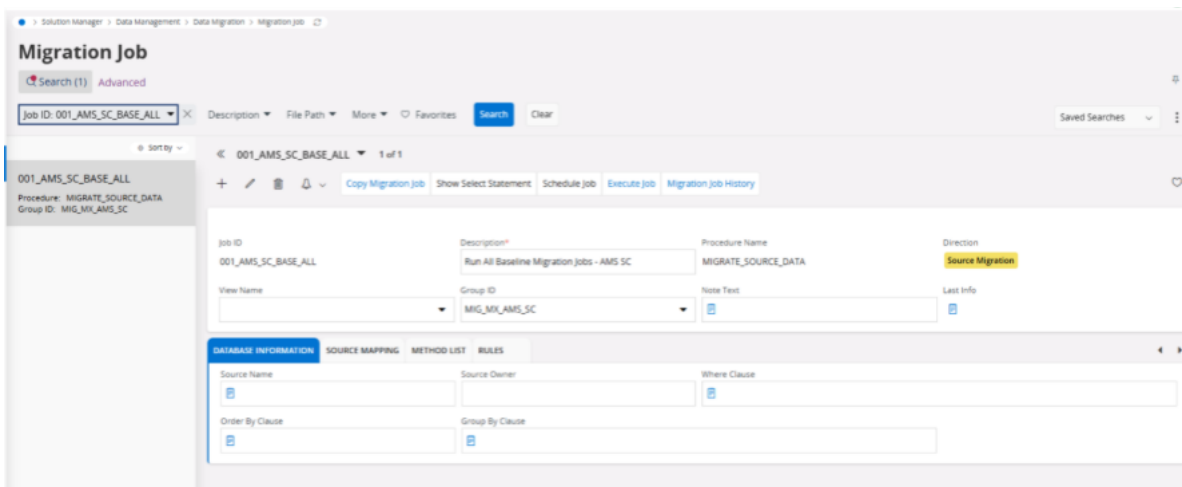 > Solution Manager > Data Management > Data Migration > Migration Job
Migration Job
Search (1) Advanced
Job ID: 001_AMS_SC_BASE_ALL Description File Path More Favorites Search Clear Saved Searches
Sort by
001_AMS_SC_BASE_ALL 1 of 1
001_AMS_SC_BASE_ALL
Procedure: MIGRATE_SOURCE_DATA
Group ID: MIG_MX_AMS_SC
Copy Migration Job Show Select Statement Schedule Job Execute Job Migration Job History
Job ID Description* Procedure Name Direction
001_AMS_SC_BASE_ALL Run All Baseline Migration Jobs - AMS SC MIGRATE_SOURCE_DATA Source Migration
View Name Group ID Note Text Last Info
MIG_MX_AMS_SC
DATABASE INFORMATION SOURCE MAPPING METHOD LIST RULES
Source Name Source Owner Where Clause
Order By Clause Group By Clause